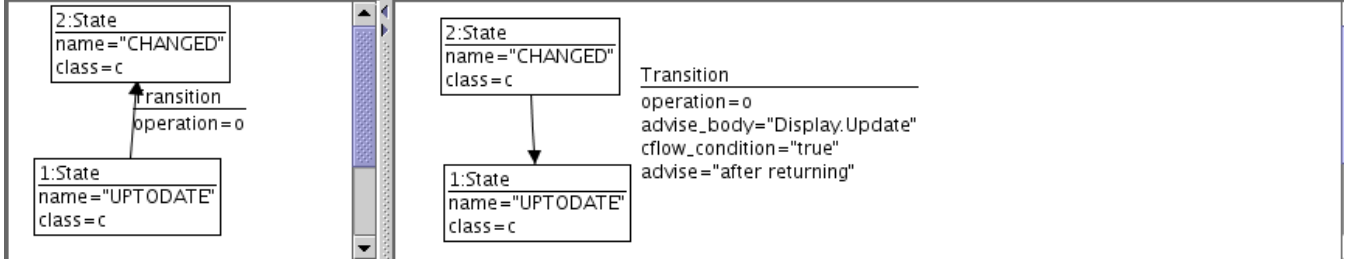 2:State
name="CHANGED"
class=c
Transition
operation=o
1:State
name="UPTODATE"
class=c
2:State
name="CHANGED"
class=c
Transition
operation=o
advise_body="Display.Update"
cflow_condition="true"
advise="after returning"
1:State
name="UPTODATE"
class=c